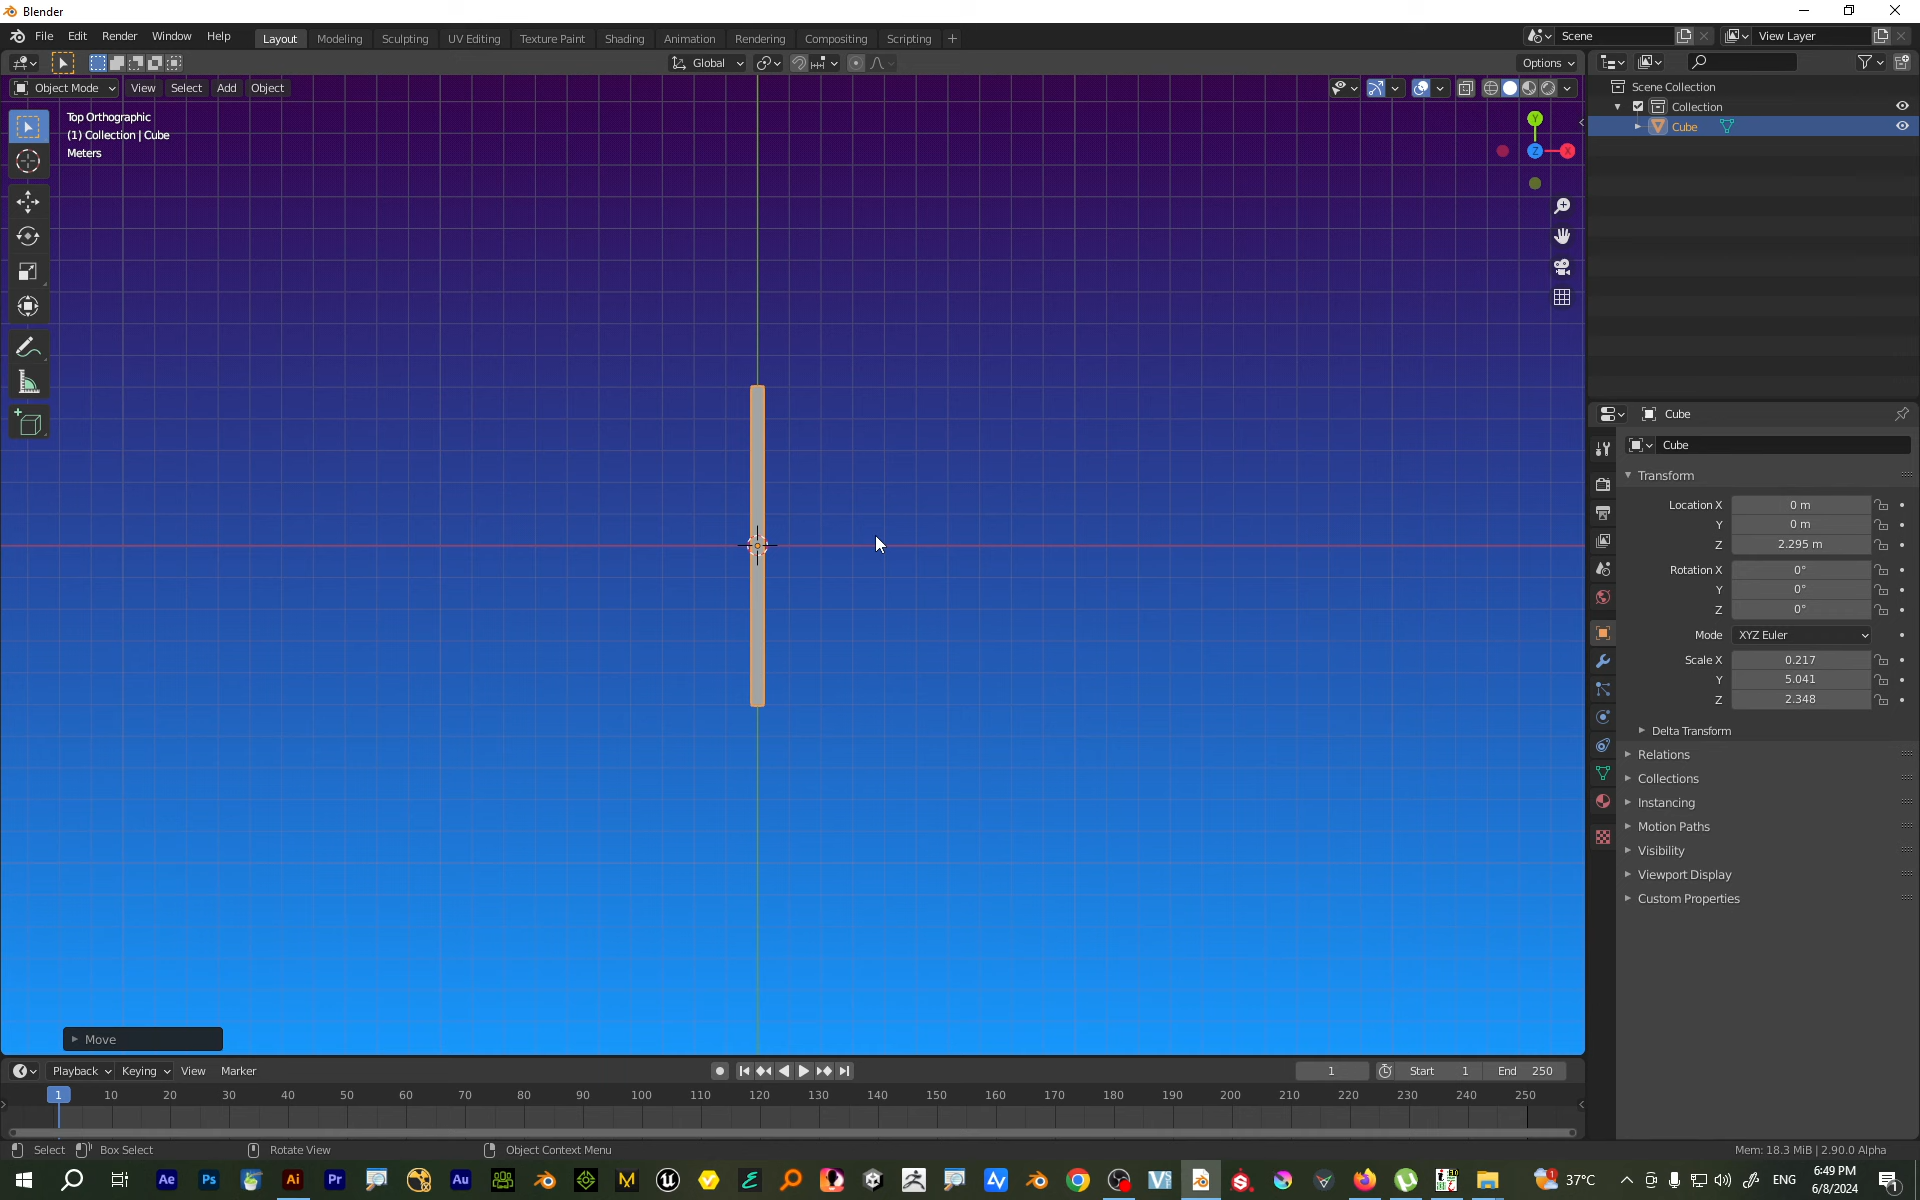 Blender
File Edit Render Window Help Layout Modeling Sculpting UV Editing Texture Paint Shading Animation Rendering Compositing Scripting + Scene View Layer
Global Options
Object Mode View Select Add Object
Top Orthographic
(1) Collection | Cube
Meters
Y
Z X
Scene Collection
Collection
Cube
Cube
Cube
Transform
Location X 0 m
Y 0 m
Z 2.295 m
Rotation X 0°
Y 0°
Z 0°
Mode XYZ Euler
Scale X 0.217
Y 5.041
Z 2.348
Delta Transform
Relations
Collections
Instancing
Motion Paths
Visibility
Viewport Display
Custom Properties
Move
Playback Keying View Marker 1 Start 1 End 250
1 10 20 30 40 50 60 70 80 90 100 110 120 130 140 150 160 170 180 190 200 210 220 230 240 250
Select Box Select Rotate View Object Context Menu Mem: 18.3 MiB | 2.90.0 Alpha
Ae Ps Ai Pr Au M 37°C ENG 6:49 PM
6/8/2024